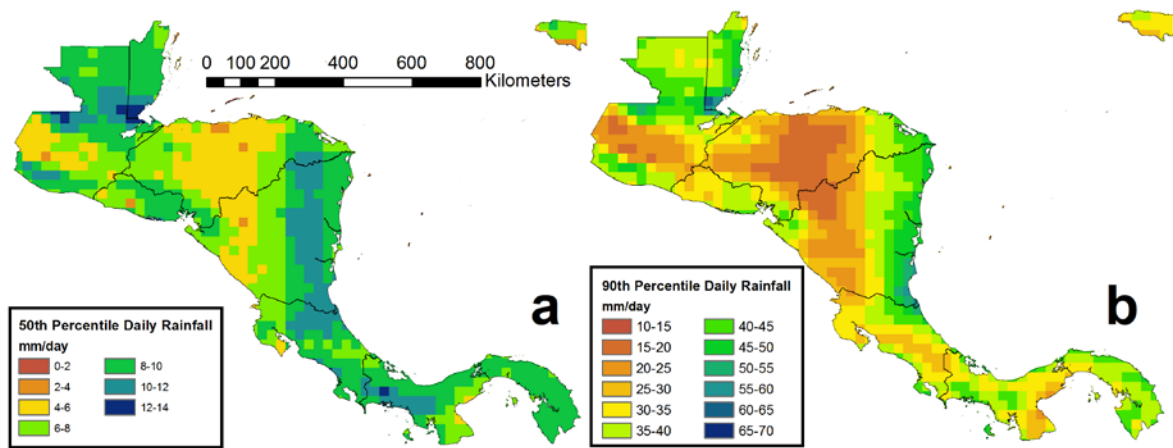 0 100 200 400 600 800
Kilometers
a
50th Percentile Daily Rainfall
mm/day
0-2
2-4
4-6
6-8
8-10
10-12
12-14
b
90th Percentile Daily Rainfall
mm/day
10-15
15-20
20-25
25-30
30-35
35-40
40-45
45-50
50-55
55-60
60-65
65-70